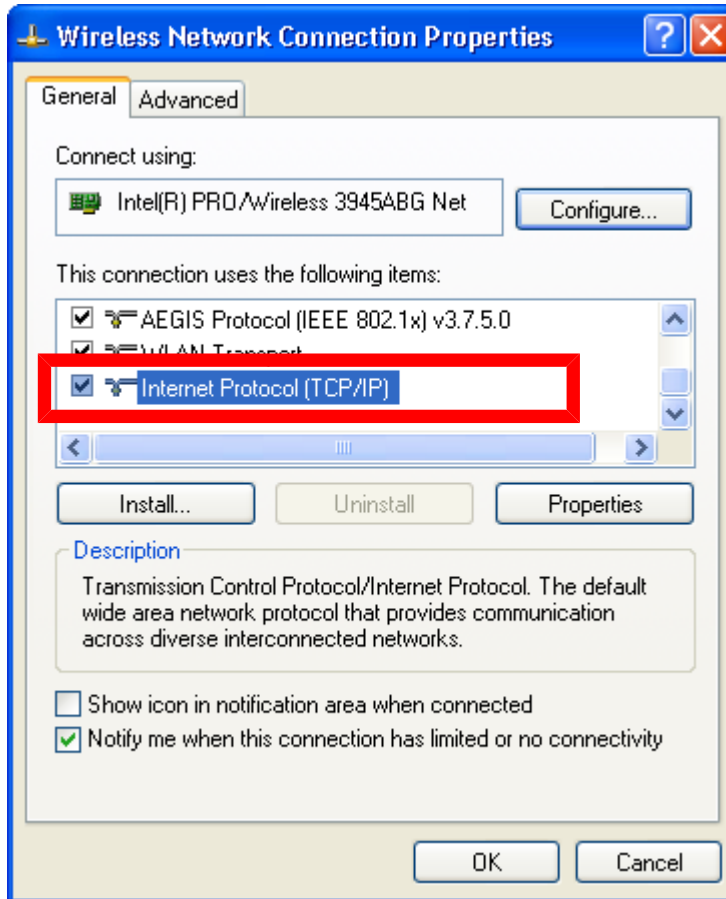 Wireless Network Connection Properties
General Advanced
Connect using:
Intel(R) PRO/Wireless 3945ABG Net
Configure...
This connection uses the following items:
AEGIS Protocol (IEEE 802.1x) v3.7.5.0
WLAN Transport
Internet Protocol (TCP/IP)
Install... Uninstall Properties
Description
Transmission Control Protocol/Internet Protocol. The default
wide area network protocol that provides communication
across diverse interconnected networks.
Show icon in notification area when connected
Notify me when this connection has limited or no connectivity
OK Cancel